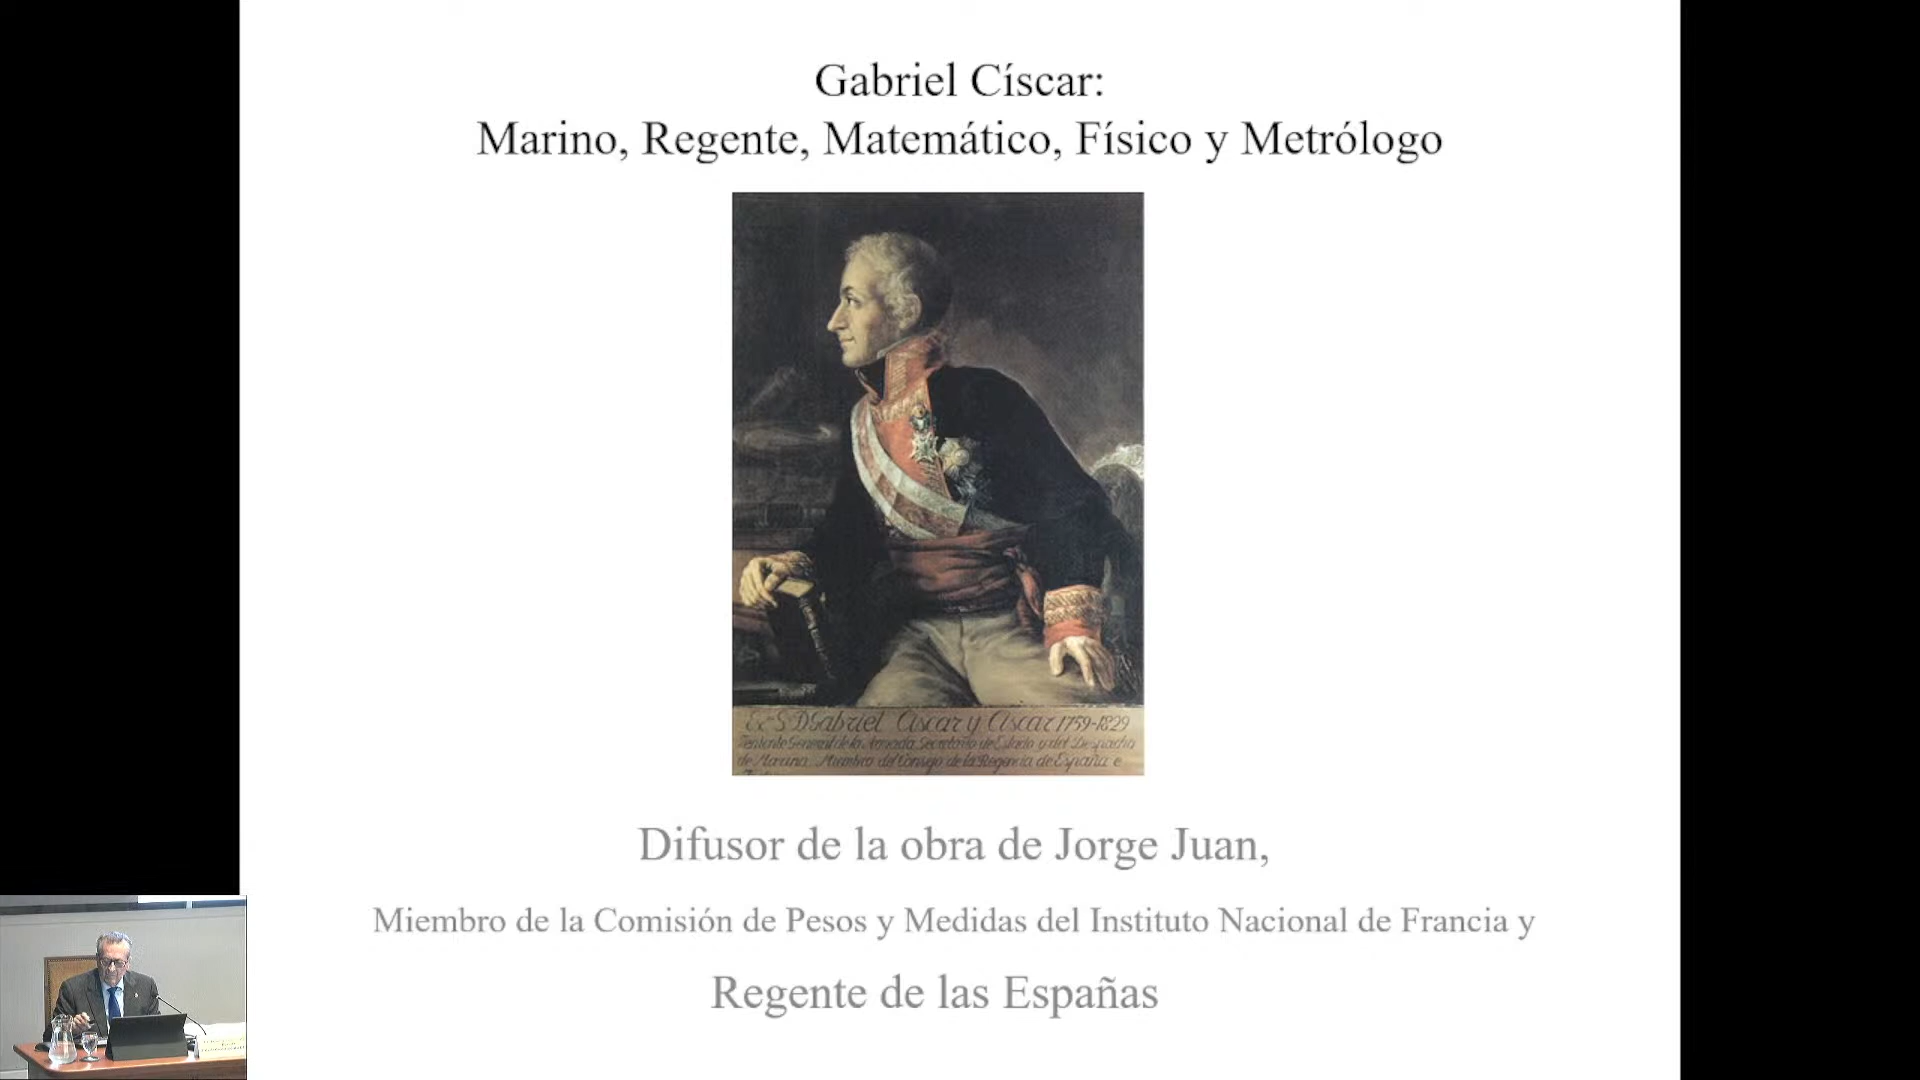 Gabriel Císcar:
Marino, Regente, Matemático, Físico y Metrólogo
Gabriel Ciscar y Ciscar 1759-1829
Teniente General de la Armada Secretario de Estado y del Despacho
de Marina. Miembro del Consejo de la Regencia de España e
Difusor de la obra de Jorge Juan,
Miembro de la Comisión de Pesos y Medidas del Instituto Nacional de Francia y
Regente de las Españas